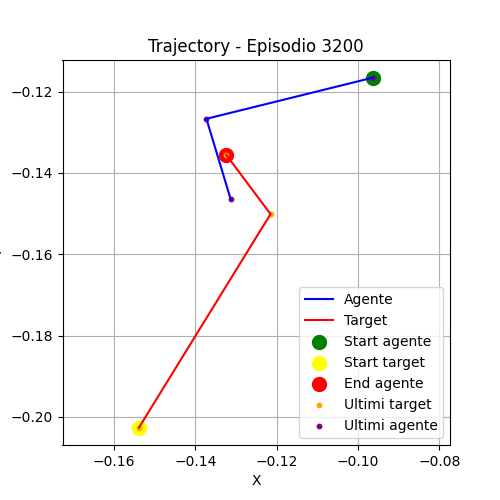 Trajectory - Episodio 3200
−0.12
−0.14
−0.16
−0.18
−0.20
−0.16
−0.14
−0.12
−0.10
−0.08
X
Agente
Target
Start agente
Start target
End agente
Ultimi target
Ultimi agente